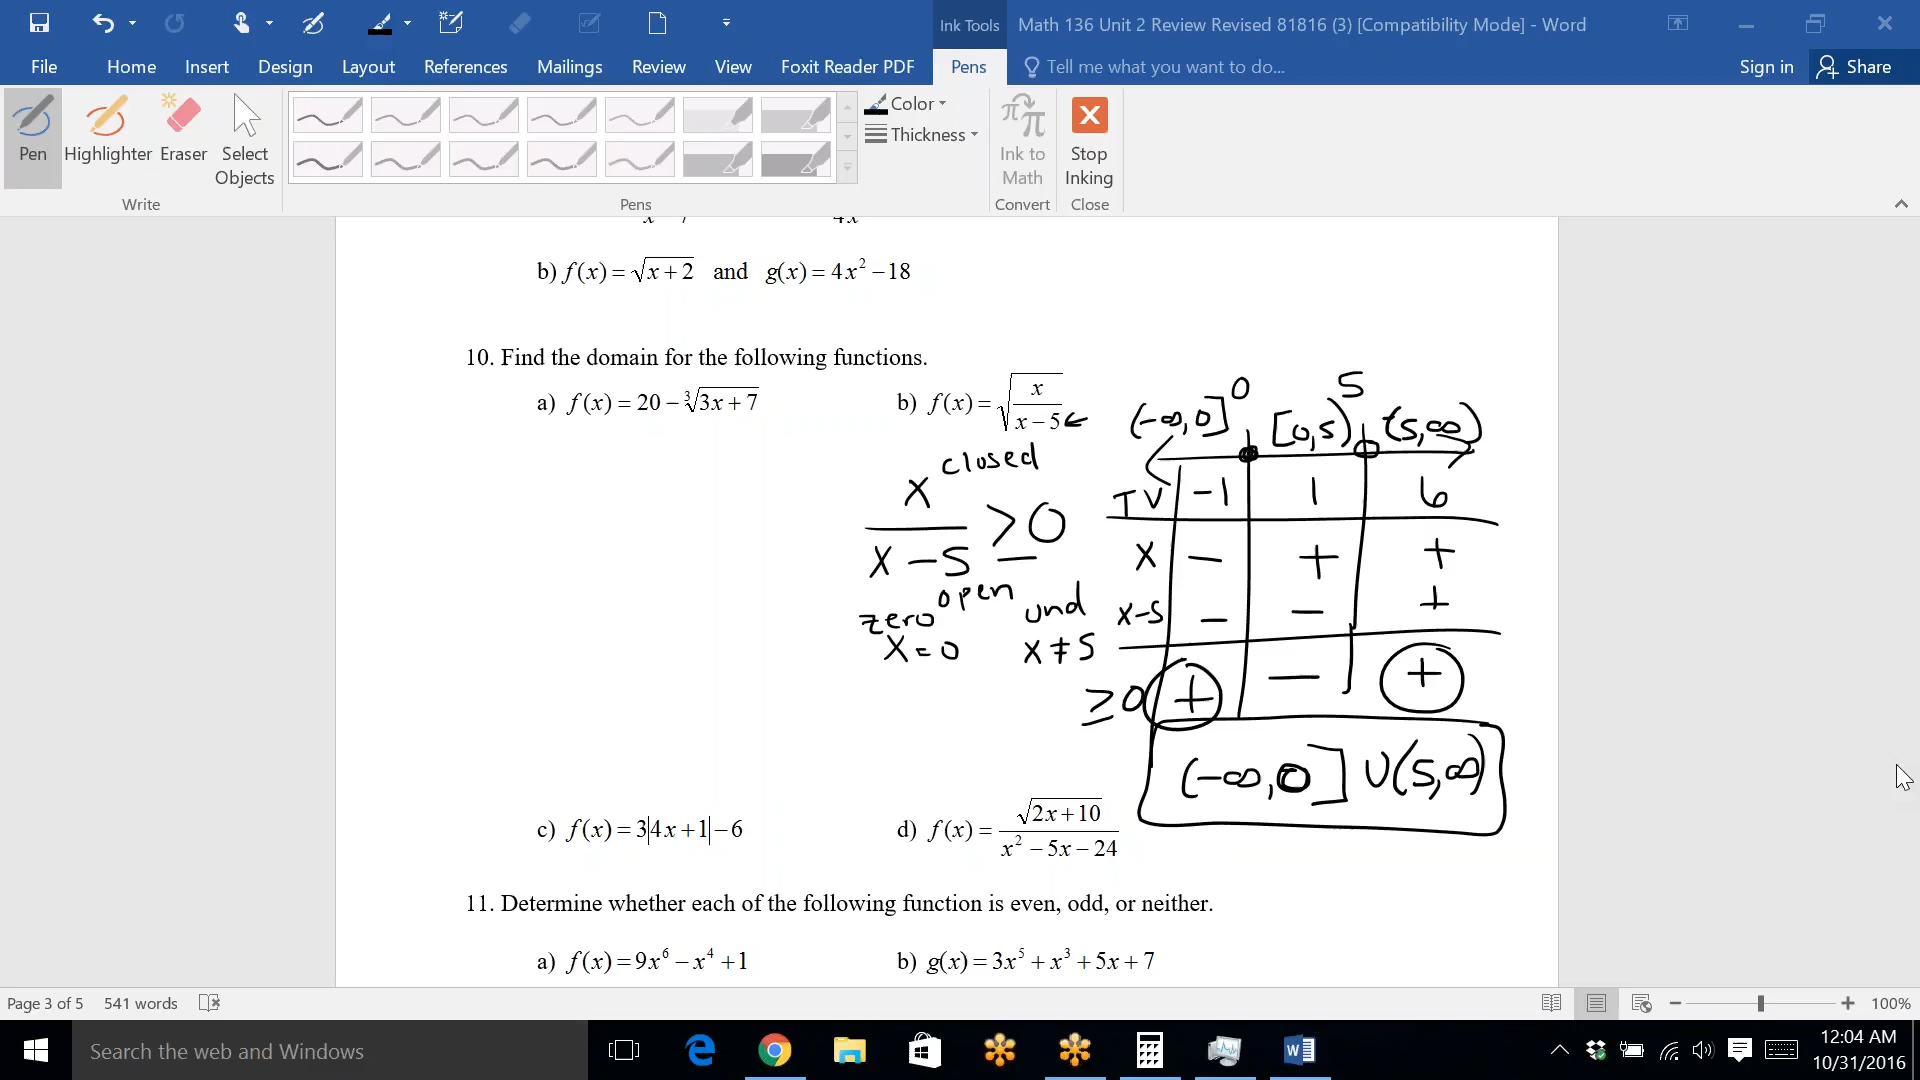 Ink Tools
Math 136 Unit 2 Review Revised 81816 (3) [Compatibility Mode] - Word
File Home Insert Design Layout References Mailings Review View Foxit Reader PDF Pens Tell me what you want to do... Sign in Share
Pen Highlighter Eraser Select Objects
Color
Thickness
Ink to Math
Stop Inking
Write Pens Convert Close
b) f(x) = √(x + 2) and g(x) = 4x² − 18
10. Find the domain for the following functions.
a) f(x) = 20 − ∛(3x + 7)
b) f(x) = √(x/(x − 5))
0 5
(-∞,0] [0,5) (5,∞)
closed
x/(x-5) ≥ 0
open
zero und
x = 0 x ≠ 5
TV -1 1 6
x − + +
x-5 − − +
≥0 + − +
(-∞,0] U (5,∞)
c) f(x) = 3|4x + 1| − 6
d) f(x) = √(2x + 10)/(x² − 5x − 24)
11. Determine whether each of the following function is even, odd, or neither.
a) f(x) = 9x⁶ − x⁴ + 1
b) g(x) = 3x⁵ + x³ + 5x + 7
Page 3 of 5 541 words 100%
Search the web and Windows
12:04 AM
10/31/2016